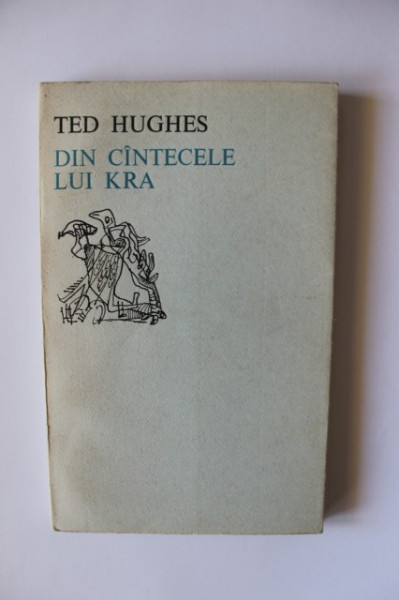 TED HUGHES
DIN CÎNTECELE
LUI KRA